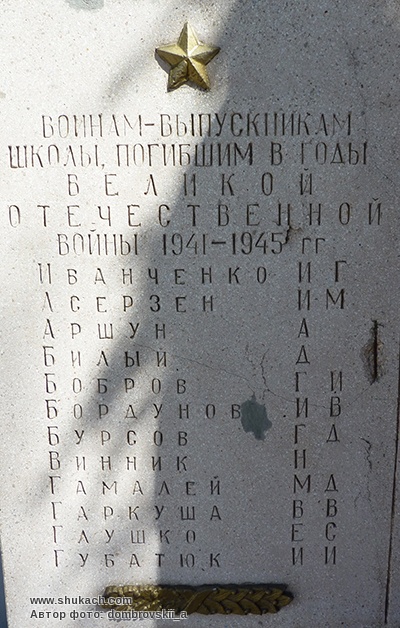 ВОИНАМ-ВЫПУСКНИКАМ
ШКОЛЫ, ПОГИБШИМ В ГОДЫ
ВЕЛИКОЙ
ОТЕЧЕСТВЕННОЙ
ВОЙНЫ 1941-1945 ГГ
ИВАНЧЕНКО И Г
АСЕРЗЕН И М
АРШУН А
БИЛЫЙ Д
БОБРОВ Г И
БОРДУНОВ И В
БУРСОВ Г Д
ВИННИК Н
ГАМАЛЕЙ М Д
ГАРКУША В В
ГЛУШКО Е С
ГУБАТЮК И И
www.shukach.com
Автор фото: dombrovskii_a